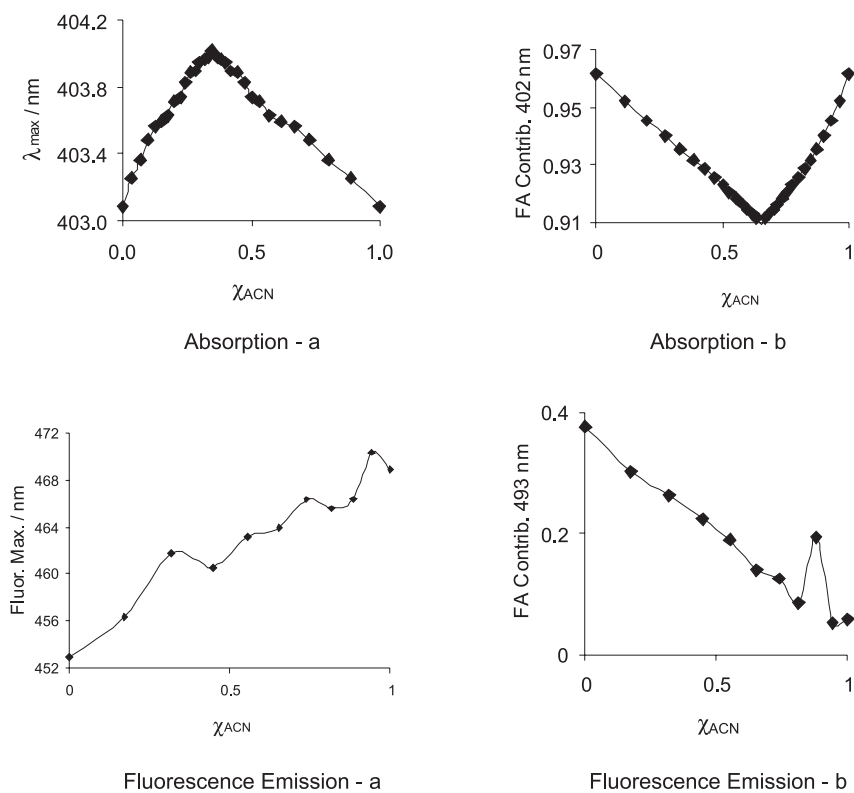 404.2
403.8
403.4
403.0
λmax / nm
0.0
0.5
1.0
χACN
Absorption - a
0.97
0.95
0.93
0.91
FA Contrib. 402 nm
0
0.5
1
χACN
Absorption - b
472
468
464
460
456
452
Fluor. Max. / nm
0
0.5
1
χACN
Fluorescence Emission - a
0.4
0.2
0
FA Contrib. 493 nm
0
0.5
1
χACN
Fluorescence Emission - b